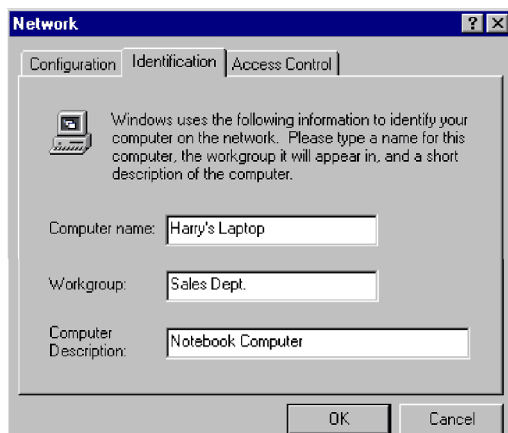 Network
Configuration Identification Access Control
Windows uses the following information to identify your
computer on the network. Please type a name for this
computer, the workgroup it will appear in, and a short
description of the computer.
Computer name: Harry's Laptop
Workgroup: Sales Dept.
Computer
Description: Notebook Computer
OK Cancel